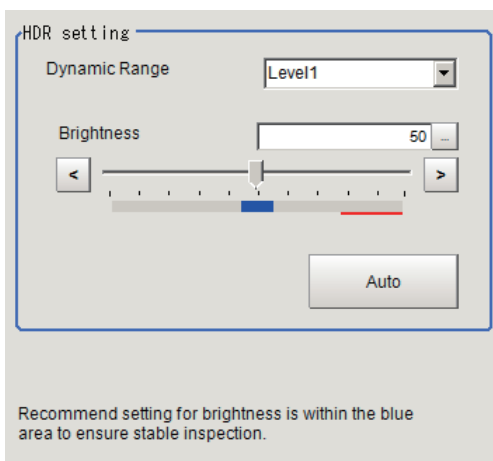 HDR setting
Dynamic Range Level1
Brightness 50 ...
< >
Auto
Recommend setting for brightness is within the blue
area to ensure stable inspection.